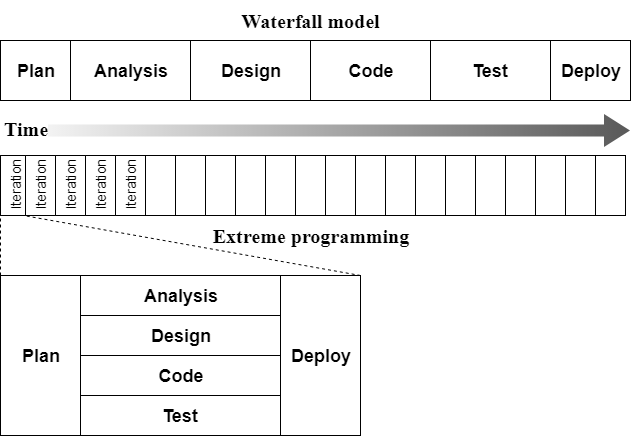 Waterfall model
Plan Analysis Design Code Test Deploy
Time
Iteration Iteration Iteration Iteration Iteration
Extreme programming
Plan
Analysis
Design
Code
Test
Deploy